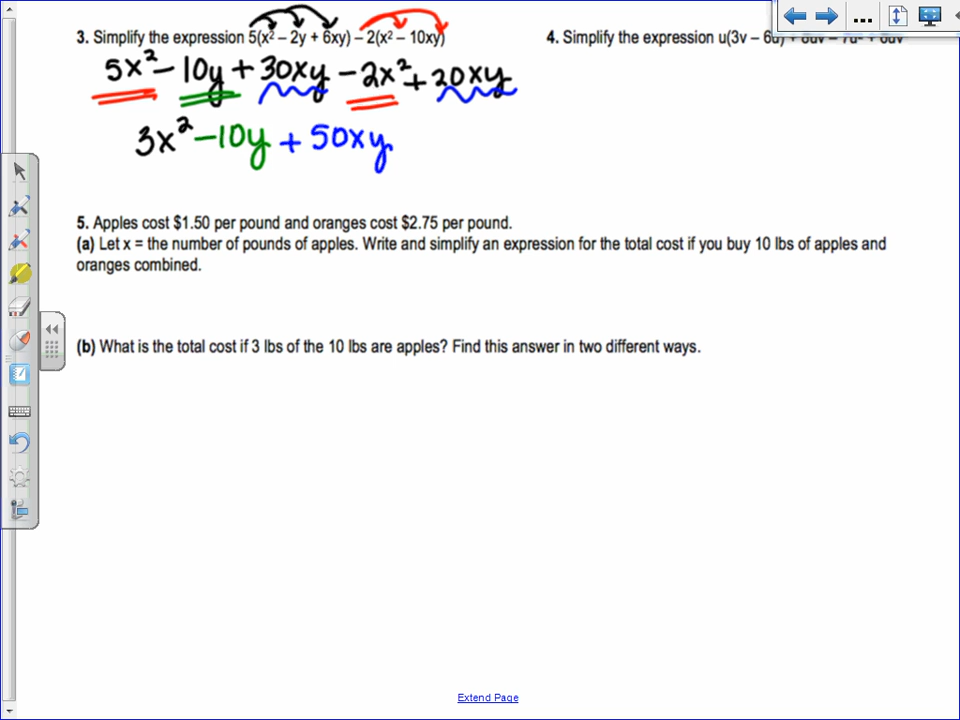 3. Simplify the expression 5(x² – 2y + 6xy) – 2(x² – 10xy)
4. Simplify the expression u(3v – 6u) + 8uv – 7u² + 6uv
5x² – 10y + 30xy – 2x² + 20xy
3x² – 10y + 50xy
5. Apples cost $1.50 per pound and oranges cost $2.75 per pound.
(a) Let x = the number of pounds of apples. Write and simplify an expression for the total cost if you buy 10 lbs of apples and
oranges combined.
(b) What is the total cost if 3 lbs of the 10 lbs are apples? Find this answer in two different ways.
Extend Page